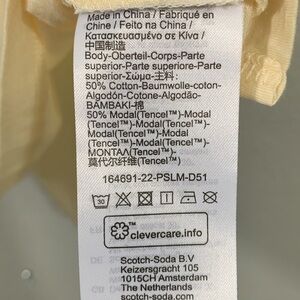 Made in China / Fabriqué en
Chine / Feito na China /
Κατασκευασμένο σε Κίνα /
中国制造
Body-Oberteil-Corps-Parte
superior-Parte superiore-Parte
superior-Σώμα-主料:
50% Cotton-Baumwolle-coton-
Algodón-Cotone-Algodão-
ΒΑΜΒΑΚΙ-棉
50% Modal(Tencel™)-Modal
(Tencel™)-Modal(Tencel™)-Modal
(Tencel™)-Modal(Tencel™)-Modal
(Tencel™)-Modal(Tencel™)-
ΜΟΝΤΑΛ(Tencel™)-
莫代尔纤维(Tencel™)
164691-22-PSLM-D51
30
clevercare.info
Scotch-Soda B.V
Keizersgracht 105
1015CH Amsterdam
The Netherlands
scotch-soda.com